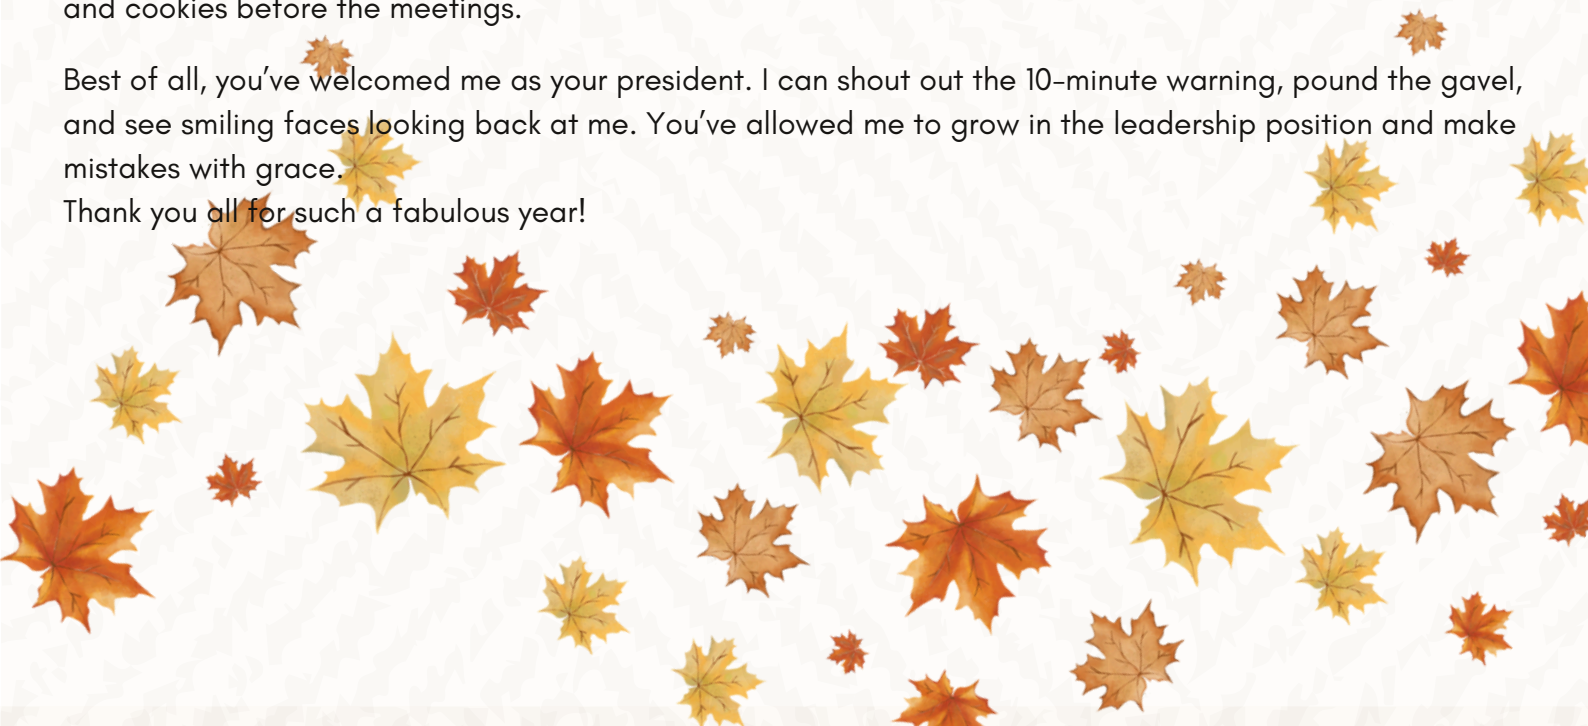 and cookies before the meetings.
Best of all, you've welcomed me as your president. I can shout out the 10-minute warning, pound the gavel,
and see smiling faces looking back at me. You've allowed me to grow in the leadership position and make
mistakes with grace.
Thank you all for such a fabulous year!